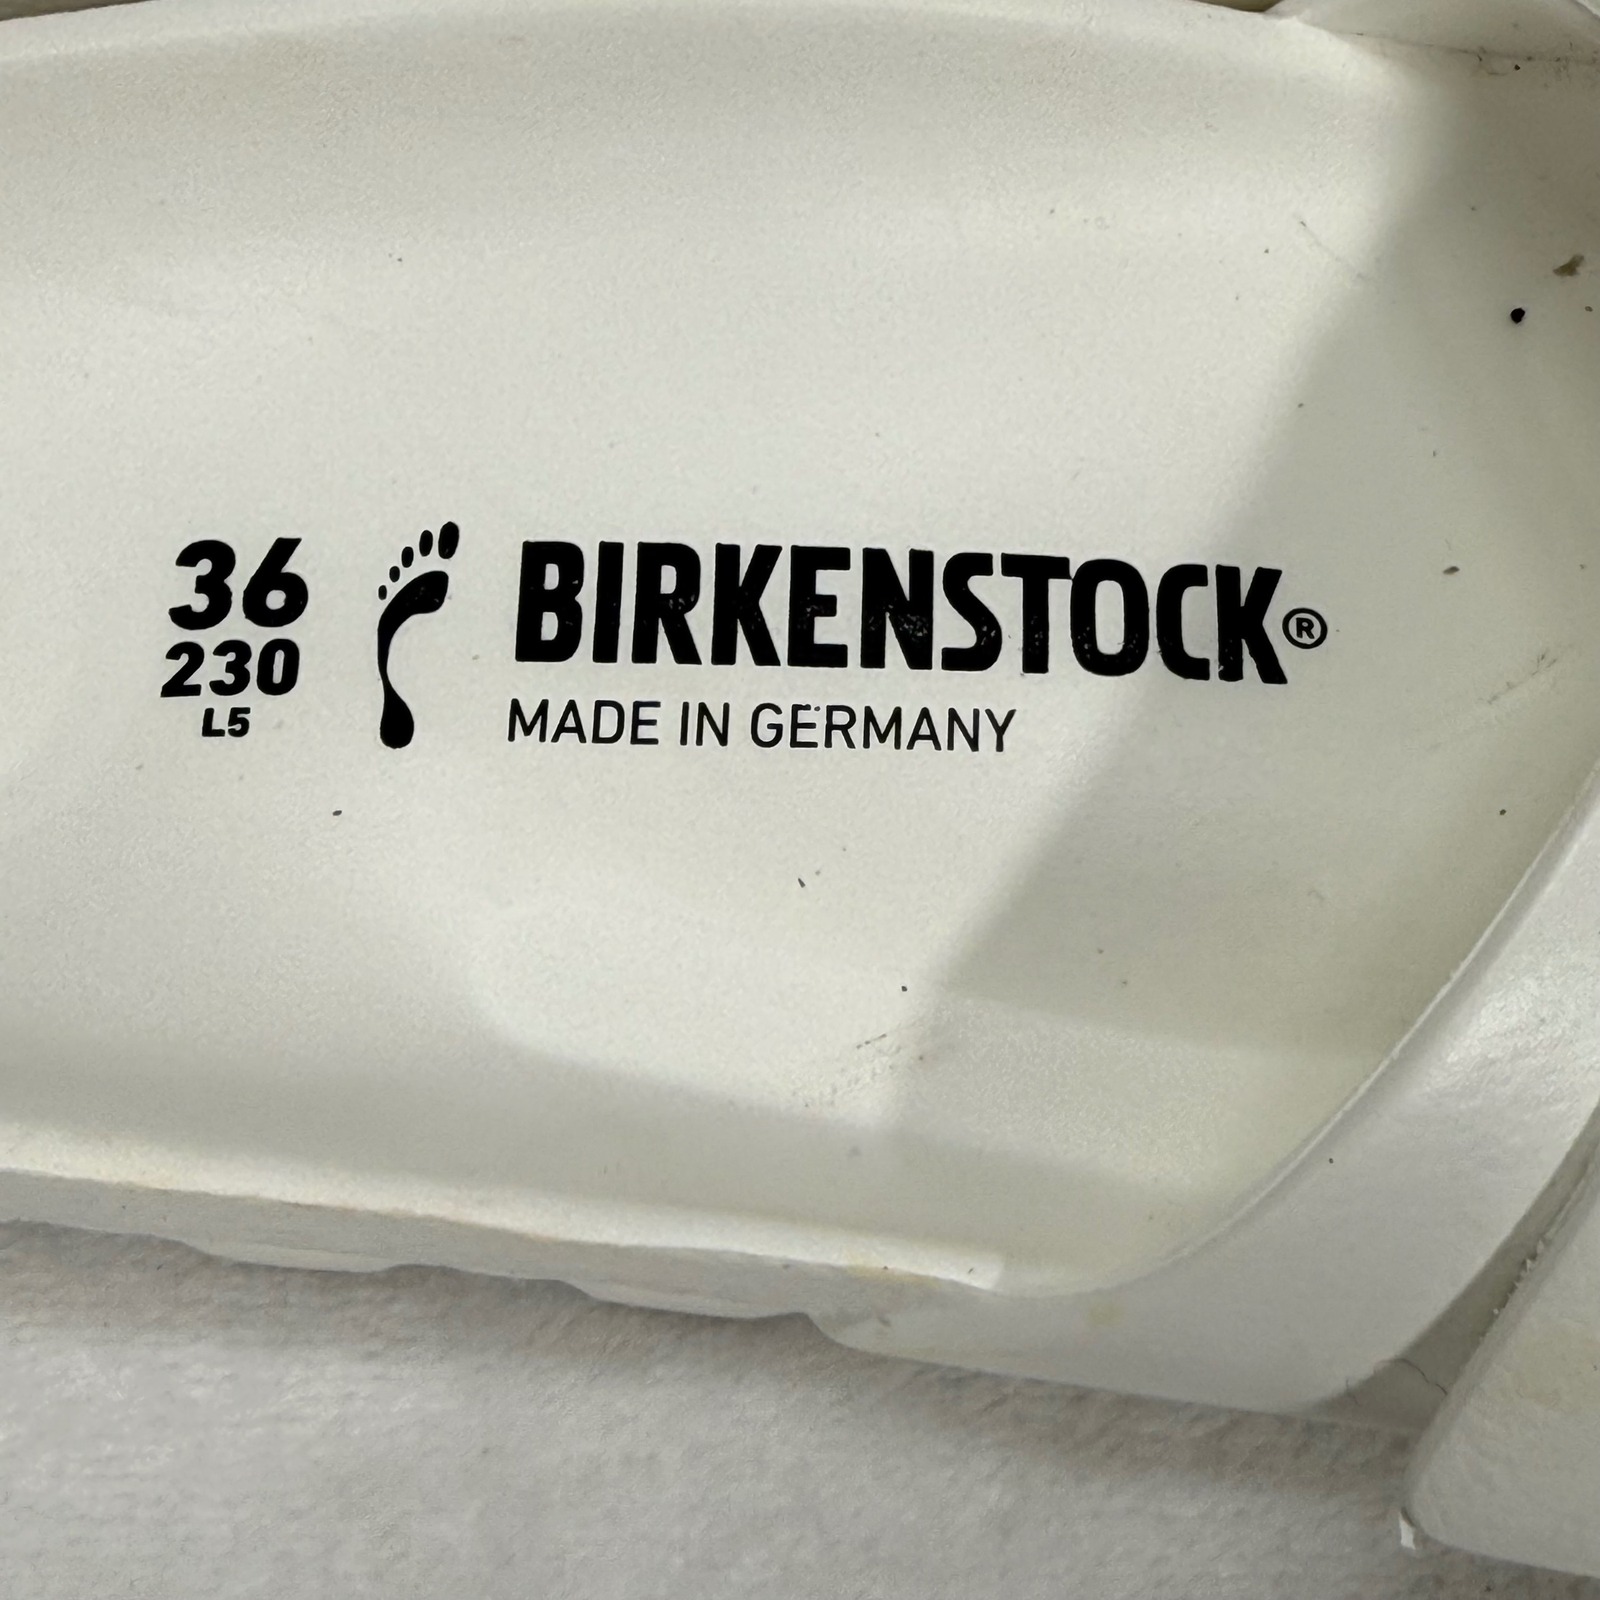 36
230
L5
BIRKENSTOCK®
MADE IN GERMANY